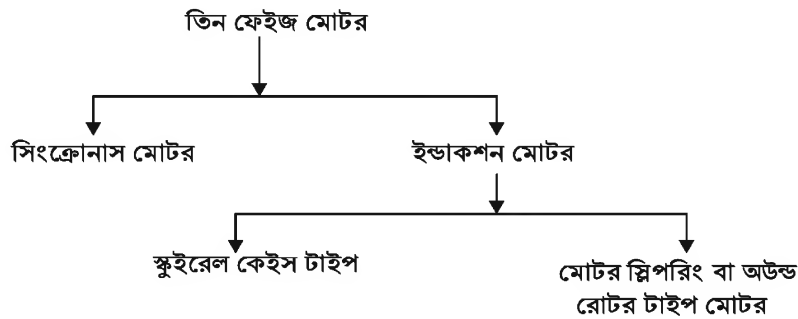 তিন ফেইজ মোটর
সিংক্রোনাস মোটর
ইন্ডাকশন মোটর
স্কুইরেল কেইস টাইপ
মোটর স্লিপরিং বা অউন্ড
রোটর টাইপ মোটর